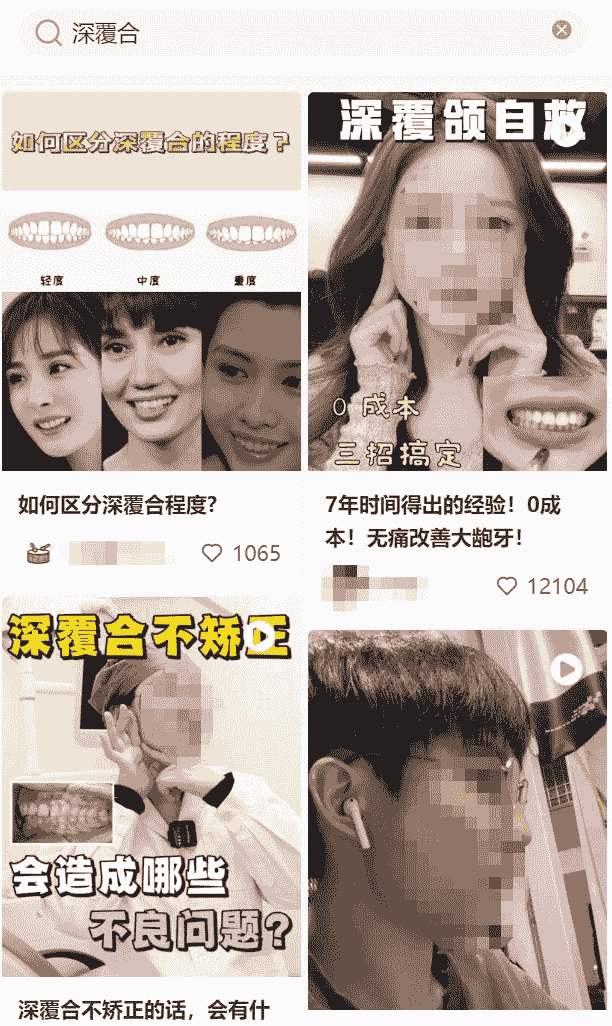 深覆合
如何区分深覆合的程度？
轻度
中度
重度
如何区分深覆合程度？
1065
深覆颌自救
0 成本
三招搞定
7年时间得出的经验！0成
本！无痛改善大龅牙！
12104
深覆合不矫正
会造成哪些
不良问题？
深覆合不矫正的话，会有什